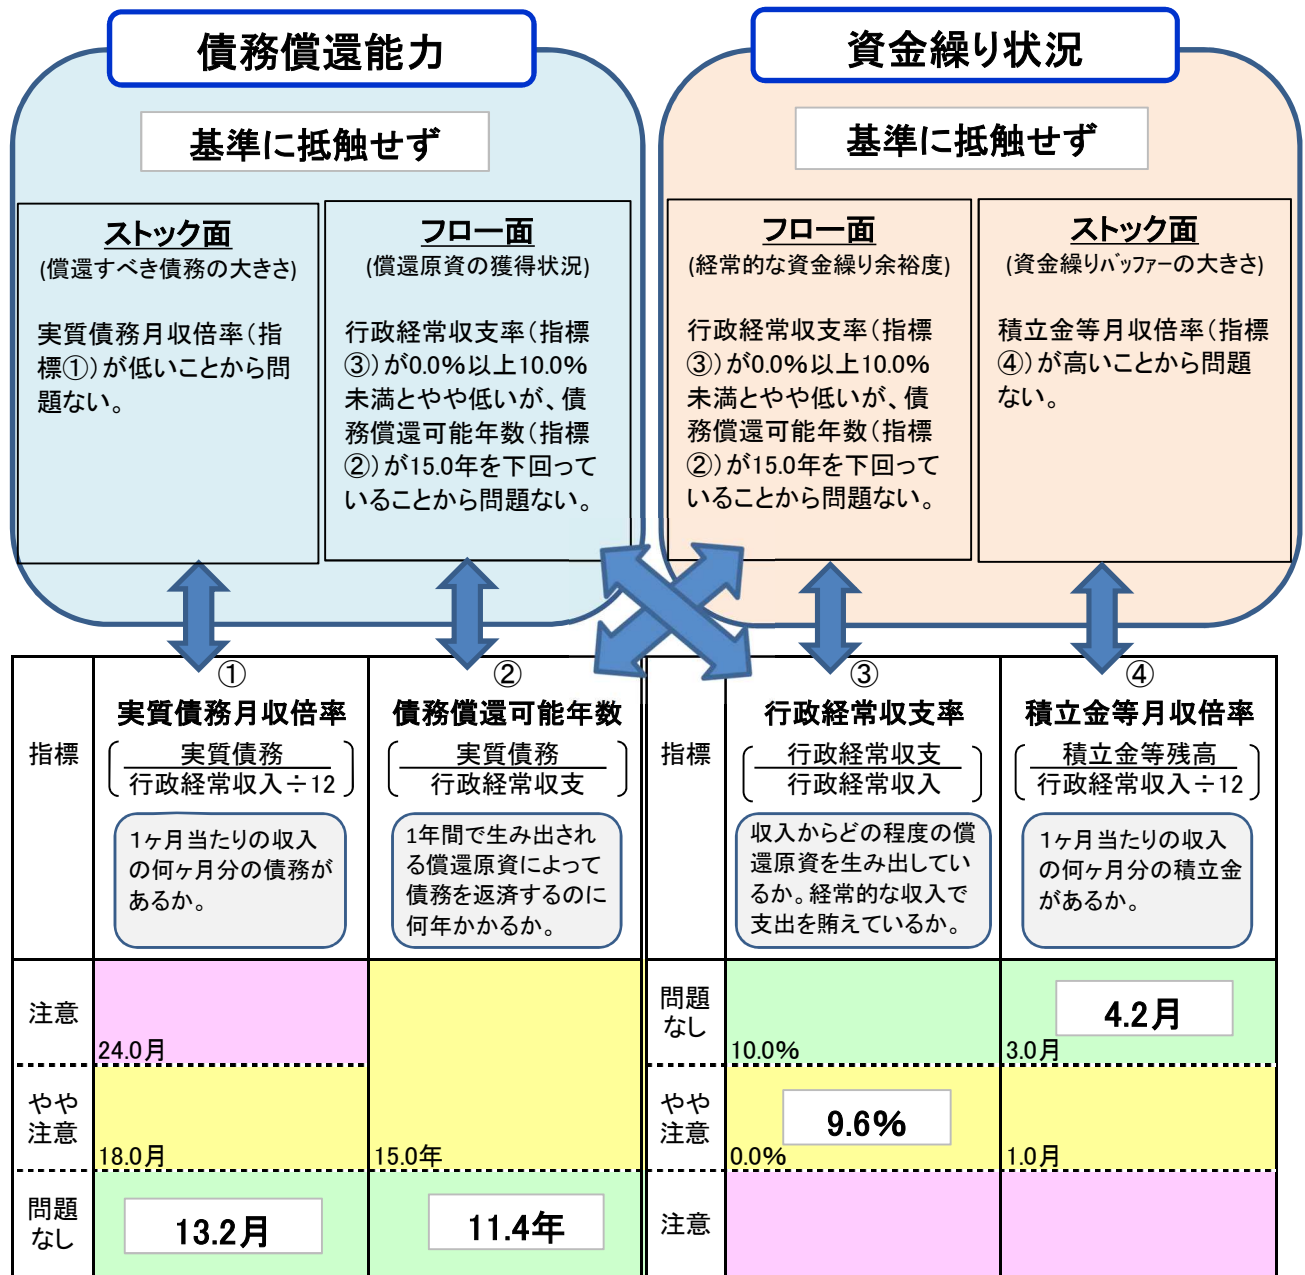 債務償還能力
基準に抵触せず
ストック面
(償還すべき債務の大きさ)
実質債務月収倍率(指
標①)が低いことから問
題ない。
フロー面
(償還原資の獲得状況)
行政経常収支率(指標
③)が0.0%以上10.0%
未満とやや低いが、債
務償還可能年数(指標
②)が15.0年を下回って
いることから問題ない。
資金繰り状況
基準に抵触せず
フロー面
(経常的な資金繰り余裕度)
行政経常収支率(指標
③)が0.0%以上10.0%
未満とやや低いが、債
務償還可能年数(指標
②)が15.0年を下回って
いることから問題ない。
ストック面
(資金繰りバッファーの大きさ)
積立金等月収倍率(指標
④)が高いことから問題
ない。
指標
①
実質債務月収倍率
実質債務
行政経常収入÷12
1ヶ月当たりの収入
の何ヶ月分の債務が
あるか。
②
債務償還可能年数
実質債務
行政経常収支
1年間で生み出され
る償還原資によって
債務を返済するのに
何年かかるか。
注意
24.0月
やや
注意
18.0月
15.0年
問題
なし
13.2月
11.4年
指標
③
行政経常収支率
行政経常収支
行政経常収入
収入からどの程度の償
還原資を生み出してい
るか。経常的な収入で
支出を賄えているか。
④
積立金等月収倍率
積立金等残高
行政経常収入÷12
1ヶ月当たりの収入
の何ヶ月分の積立金
があるか。
問題
なし
10.0%
4.2月
3.0月
やや
注意
9.6%
0.0%
1.0月
注意